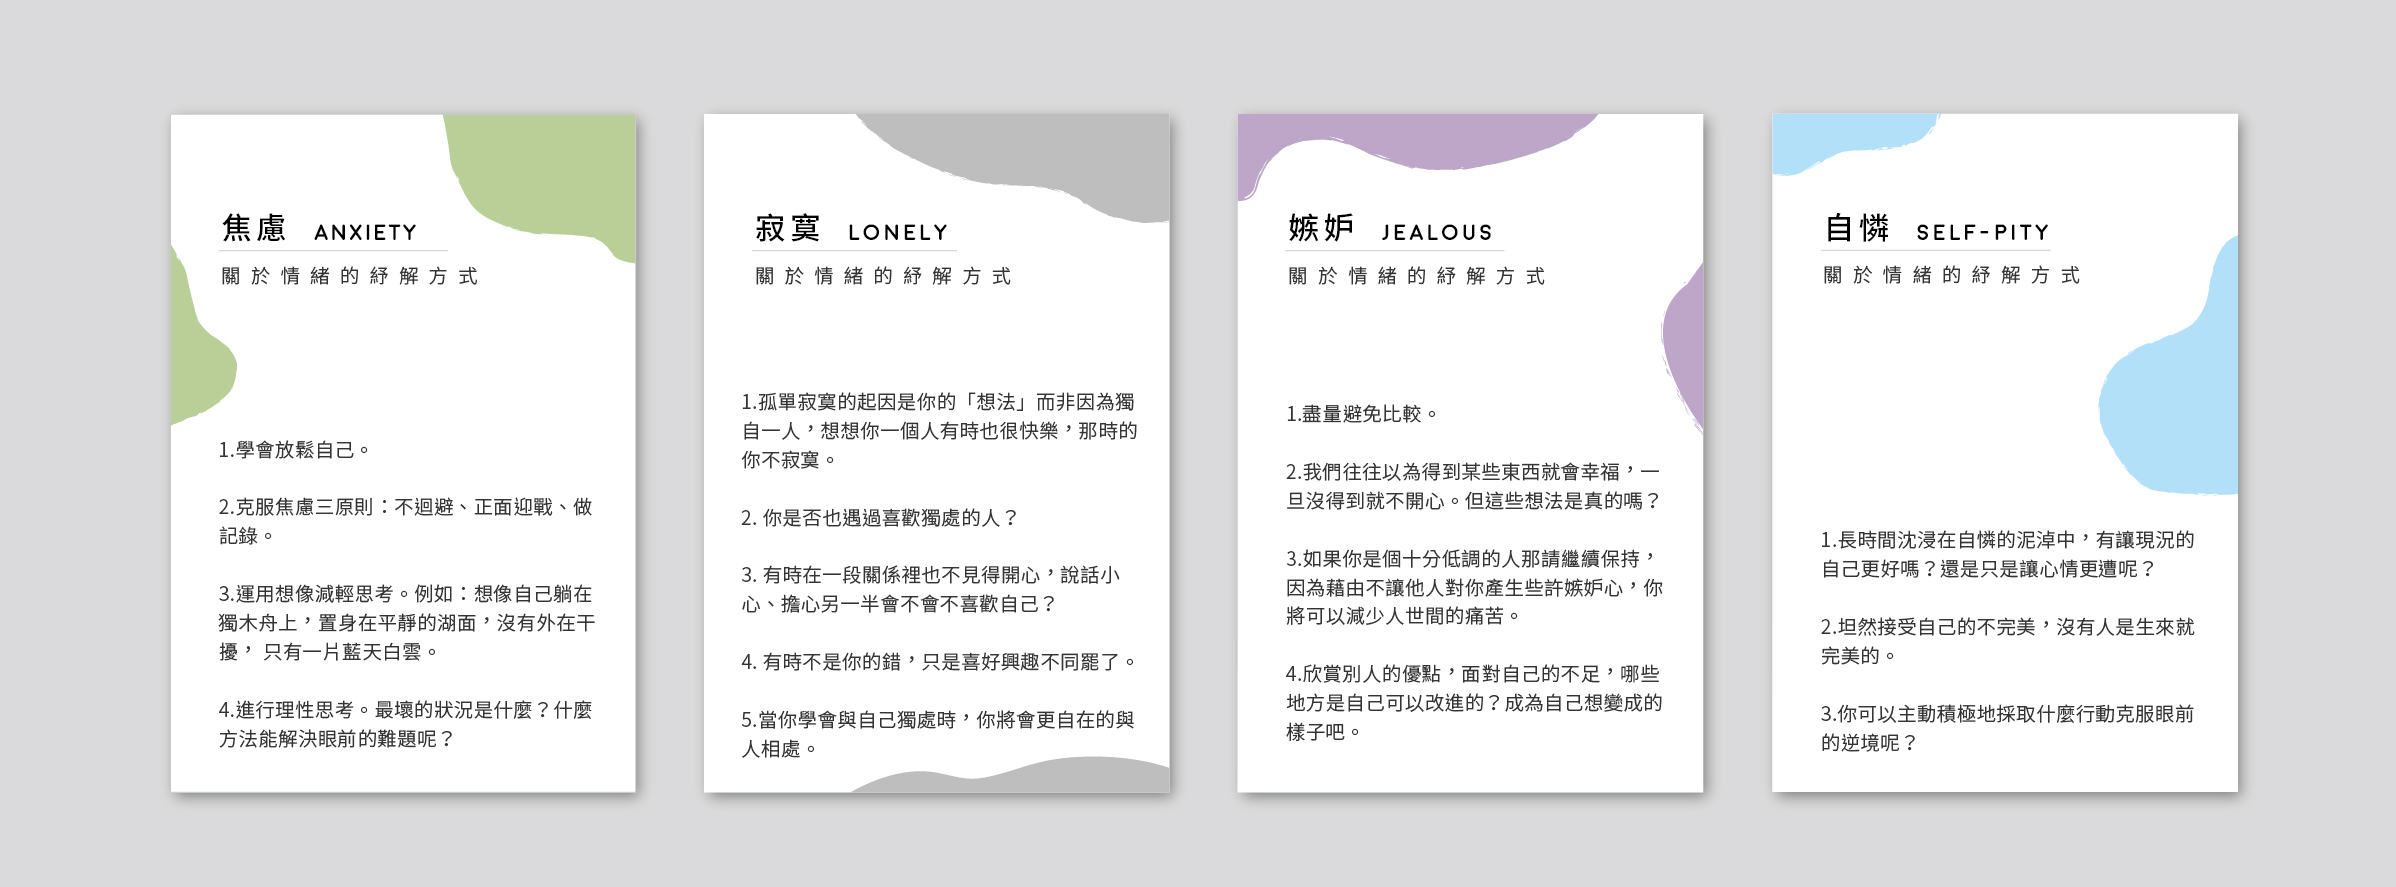 焦慮 ANXIETY
關於情緒的紓解方式
1.學會放鬆自己。
2.克服焦慮三原則：不迴避、正面迎戰、做
記錄。
3.運用想像減輕思考。例如：想像自己躺在
獨木舟上，置身在平靜的湖面，沒有外在干
擾， 只有一片藍天白雲。
4.進行理性思考。最壞的狀況是什麼？什麼
方法能解決眼前的難題呢？
寂寞 LONELY
關於情緒的紓解方式
1.孤單寂寞的起因是你的「想法」而非因為獨
自一人，想想你一個人有時也很快樂，那時的
你不寂寞。
2. 你是否也遇過喜歡獨處的人？
3. 有時在一段關係裡也不見得開心，說話小
心、擔心另一半會不會不喜歡自己？
4. 有時不是你的錯，只是喜好興趣不同罷了。
5.當你學會與自己獨處時，你將會更自在的與
人相處。
嫉妒 JEALOUS
關於情緒的紓解方式
1.盡量避免比較。
2.我們往往以為得到某些東西就會幸福，一
旦沒得到就不開心。但這些想法是真的嗎？
3.如果你是個十分低調的人那請繼續保持，
因為藉由不讓他人對你產生些許嫉妒心，你
將可以減少人世間的痛苦。
4.欣賞別人的優點，面對自己的不足，哪些
地方是自己可以改進的？成為自己想變成的
樣子吧。
自憐 SELF-PITY
關於情緒的紓解方式
1.長時間沈浸在自憐的泥淖中，有讓現況的
自己更好嗎？還是只是讓心情更遭呢？
2.坦然接受自己的不完美，沒有人是生來就
完美的。
3.你可以主動積極地採取什麼行動克服眼前
的逆境呢？